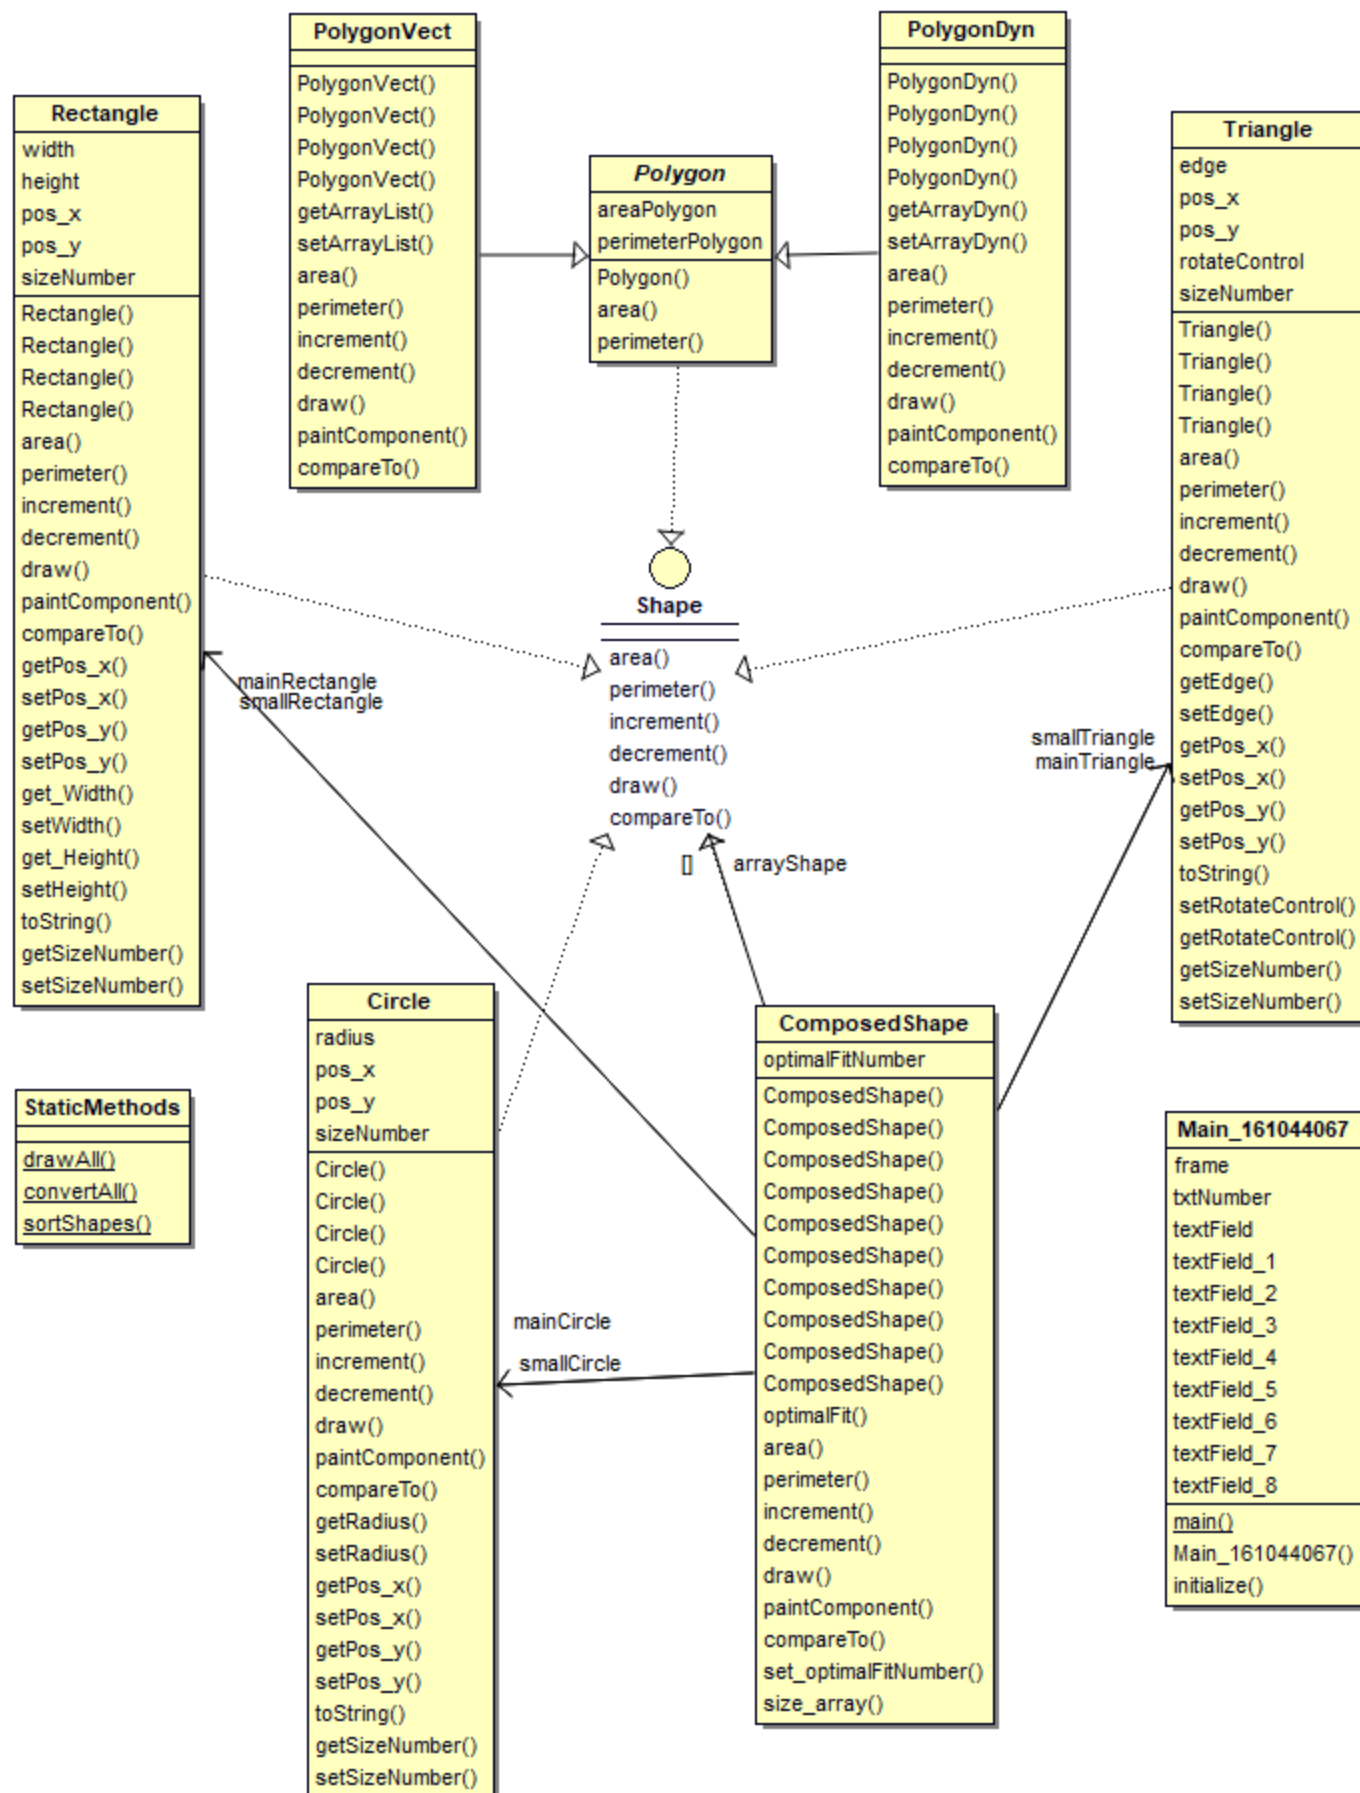 PolygonVect
PolygonVect()
PolygonVect()
PolygonVect()
PolygonVect()
getArrayList()
setArrayList()
area()
perimeter()
increment()
decrement()
draw()
paintComponent()
compareTo()
PolygonDyn
PolygonDyn()
PolygonDyn()
PolygonDyn()
PolygonDyn()
getArrayDyn()
setArrayDyn()
area()
perimeter()
increment()
decrement()
draw()
paintComponent()
compareTo()
Rectangle
width
height
pos_x
pos_y
sizeNumber
Rectangle()
Rectangle()
Rectangle()
Rectangle()
area()
perimeter()
increment()
decrement()
draw()
paintComponent()
compareTo()
getPos_x()
setPos_x()
getPos_y()
setPos_y()
get_Width()
setWidth()
get_Height()
setHeight()
toString()
getSizeNumber()
setSizeNumber()
Polygon
areaPolygon
perimeterPolygon
Polygon()
area()
perimeter()
Triangle
edge
pos_x
pos_y
rotateControl
sizeNumber
Triangle()
Triangle()
Triangle()
Triangle()
area()
perimeter()
increment()
decrement()
draw()
paintComponent()
compareTo()
getEdge()
setEdge()
getPos_x()
setPos_x()
getPos_y()
setPos_y()
toString()
setRotateControl()
getRotateControl()
getSizeNumber()
setSizeNumber()
Shape
area()
perimeter()
increment()
decrement()
draw()
compareTo()
mainRectangle
smallRectangle
smallTriangle
mainTriangle
[] arrayShape
Circle
radius
pos_x
pos_y
sizeNumber
Circle()
Circle()
Circle()
Circle()
area()
perimeter()
increment()
decrement()
draw()
paintComponent()
compareTo()
getRadius()
setRadius()
getPos_x()
setPos_x()
getPos_y()
setPos_y()
toString()
getSizeNumber()
setSizeNumber()
mainCircle
smallCircle
ComposedShape
optimalFitNumber
ComposedShape()
ComposedShape()
ComposedShape()
ComposedShape()
ComposedShape()
ComposedShape()
ComposedShape()
ComposedShape()
ComposedShape()
ComposedShape()
optimalFit()
area()
perimeter()
increment()
decrement()
draw()
paintComponent()
compareTo()
set_optimalFitNumber()
size_array()
StaticMethods
drawAll()
convertAll()
sortShapes()
Main_161044067
frame
txtNumber
textField
textField_1
textField_2
textField_3
textField_4
textField_5
textField_6
textField_7
textField_8
main()
Main_161044067()
initialize()